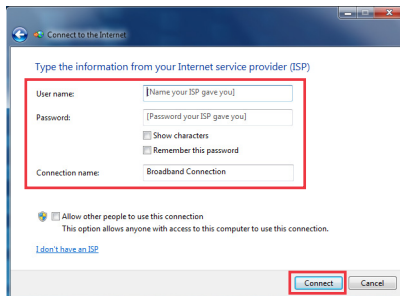 Connect to the Internet
Type the information from your Internet service provider (ISP)
User name: [Name your ISP gave you]
Password: [Password your ISP gave you]
Show characters
Remember this password
Connection name: Broadband Connection
Allow other people to use this connection
This option allows anyone with access to this computer to use this connection.
I don't have an ISP
Connect Cancel